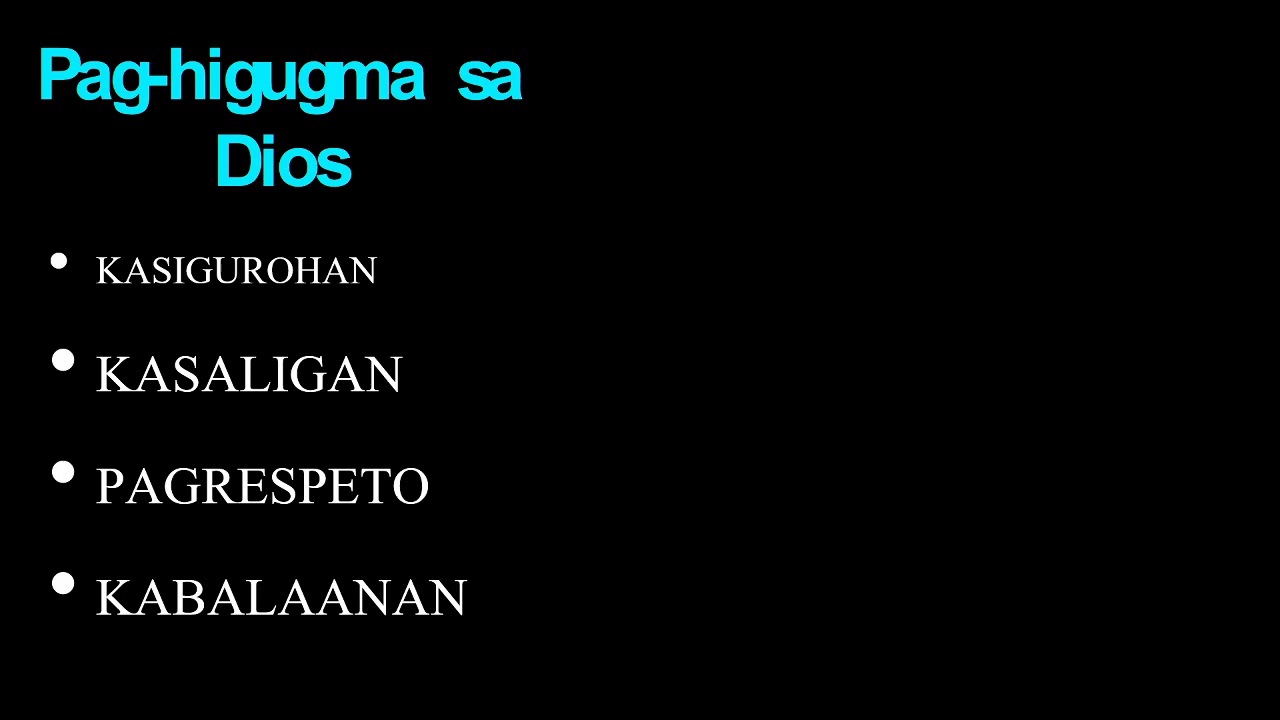 Pag-higugma sa
Dios
• KASIGUROHAN
• KASALIGAN
• PAGRESPETO
• KABALAANAN